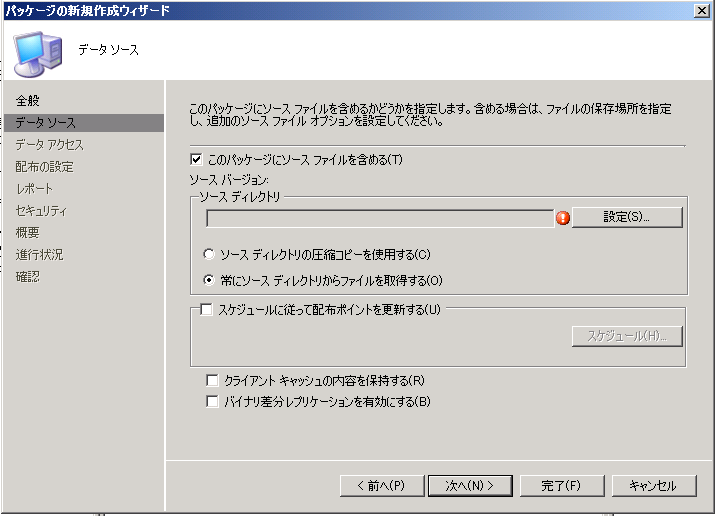 パッケージの新規作成ウィザード
データ ソース
全般
データ ソース
データ アクセス
配布の設定
レポート
セキュリティ
概要
進行状況
確認
このパッケージにソース ファイルを含めるかどうかを指定します。含める場合は、ファイルの保存場所を指定
し、追加のソース ファイル オプションを設定してください。
このパッケージにソース ファイルを含める(T)
ソース バージョン:
ソース ディレクトリ
設定(S)...
ソース ディレクトリの圧縮コピーを使用する(C)
常にソース ディレクトリからファイルを取得する(O)
スケジュールに従って配布ポイントを更新する(U)
スケジュール(H)...
クライアント キャッシュの内容を保持する(R)
バイナリ差分レプリケーションを有効にする(B)
< 前へ(P)
次へ(N) >
完了(F)
キャンセル